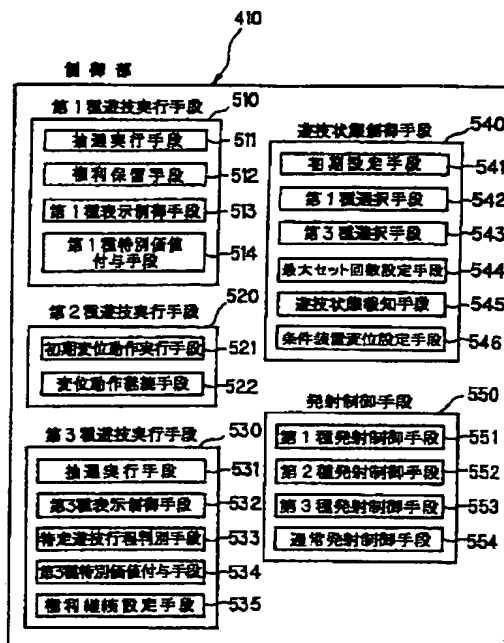 410
制御部
第1種遊技実行手段
510
抽選実行手段
511
権利保留手段
512
第1種表示制御手段
513
第1種特別価値
付与手段
514
第2種遊技実行手段
520
初期変位動作実行手段
521
変位動作継続手段
522
第3種遊技実行手段
530
抽選実行手段
531
第3種表示制御手段
532
特定遊技行程判別手段
533
第3種特別価値付与手段
534
権利継続設定手段
535
遊技状態制御手段
540
初期設定手段
541
第1種選択手段
542
第3種選択手段
543
最大セット回数設定手段
544
遊技状態報知手段
545
条件装置変位設定手段
546
発射制御手段
550
第1種発射制御手段
551
第2種発射制御手段
552
第3種発射制御手段
553
通常発射制御手段
554